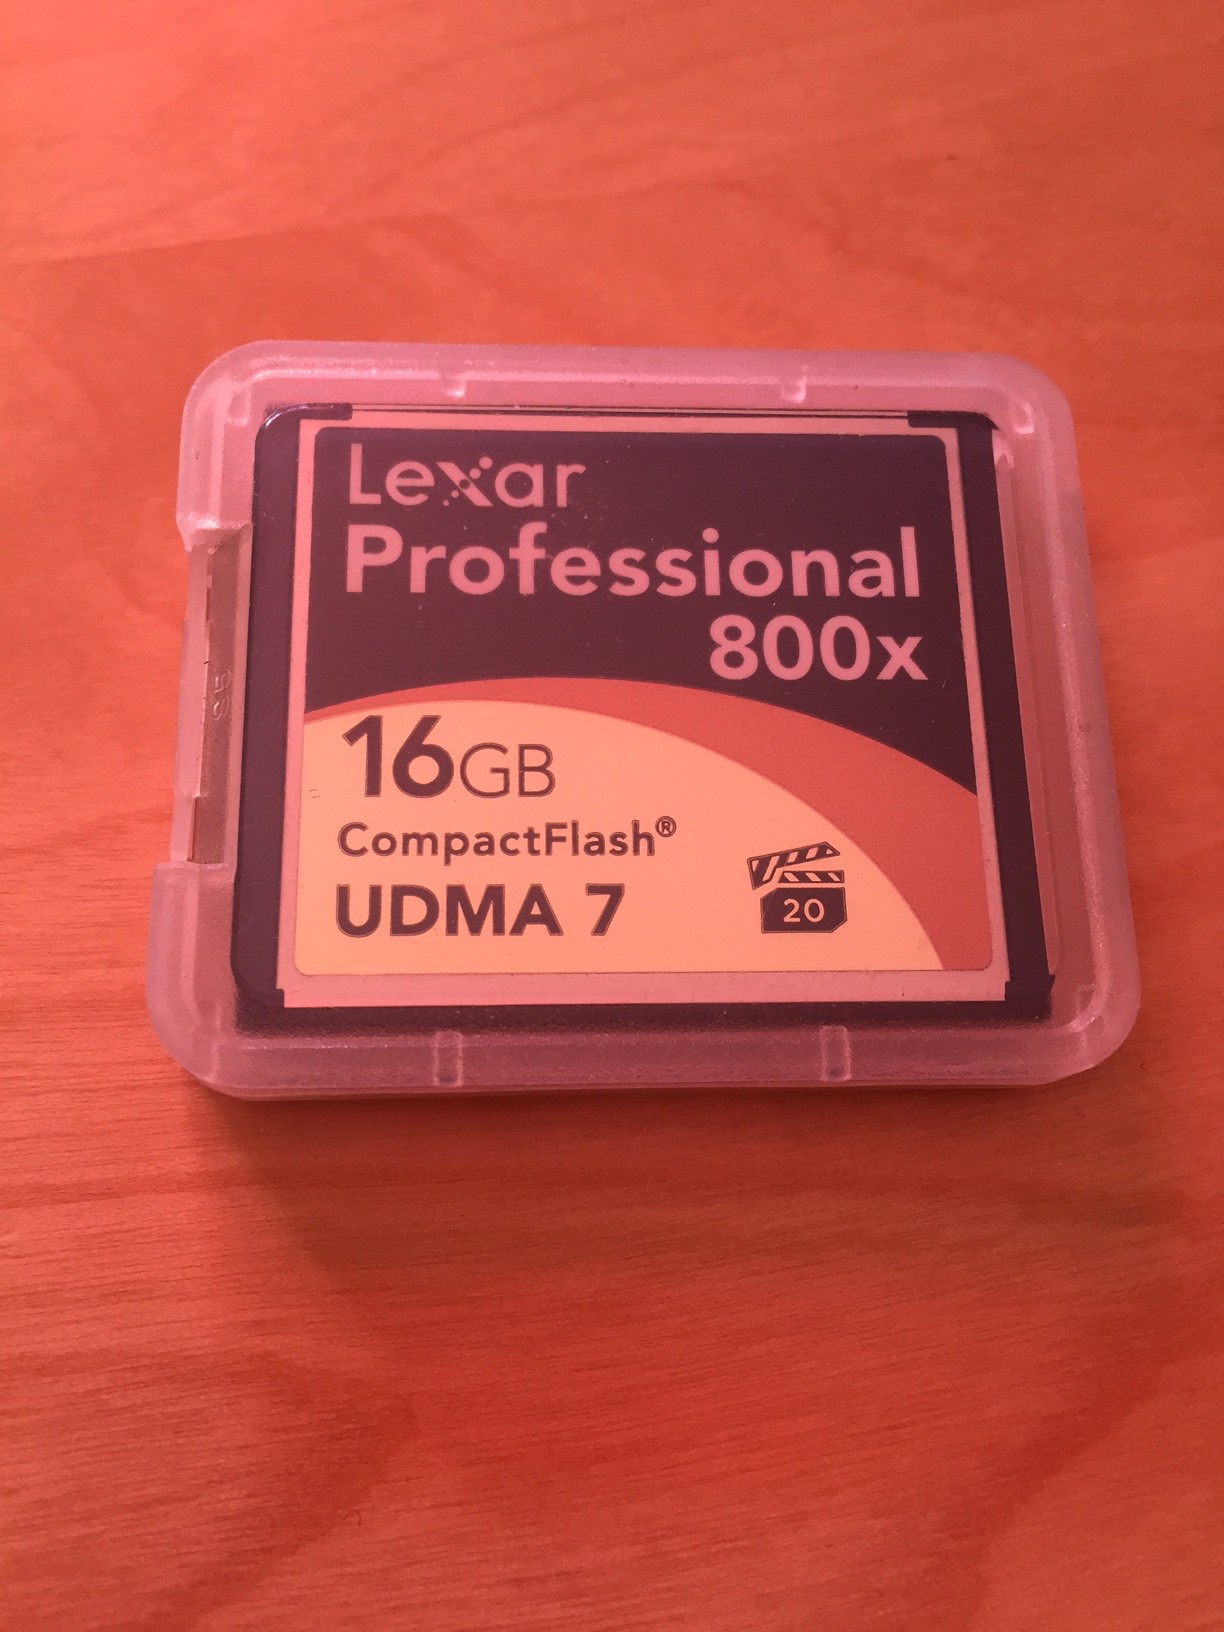 Lexar
Professional
800x
16GB
CompactFlash®
UDMA 7
20